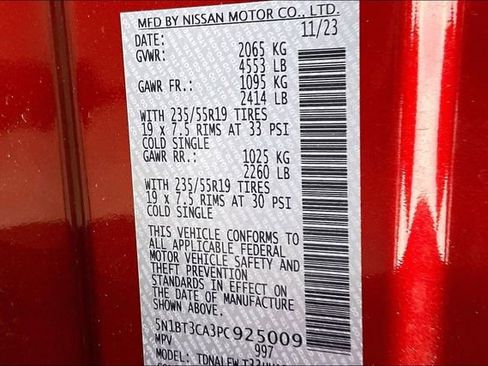 MFD BY NISSAN MOTOR CO., LTD.
DATE: 11/23
GVWR: 2065 KG
4553 LB
GAWR FR.: 1095 KG
2414 LB
WITH 235/55R19 TIRES
19 x 7.5 RIMS AT 33 PSI
COLD SINGLE
GAWR RR.: 1025 KG
2260 LB
WITH 235/55R19 TIRES
19 x 7.5 RIMS AT 30 PSI
COLD SINGLE
THIS VEHICLE CONFORMS TO
ALL APPLICABLE FEDERAL
MOTOR VEHICLE SAFETY AND
THEFT PREVENTION
STANDARDS IN EFFECT ON
THE DATE OF MANUFACTURE
SHOWN ABOVE.
5N1BT3CA3PC925009
MPV 997
MODEL: